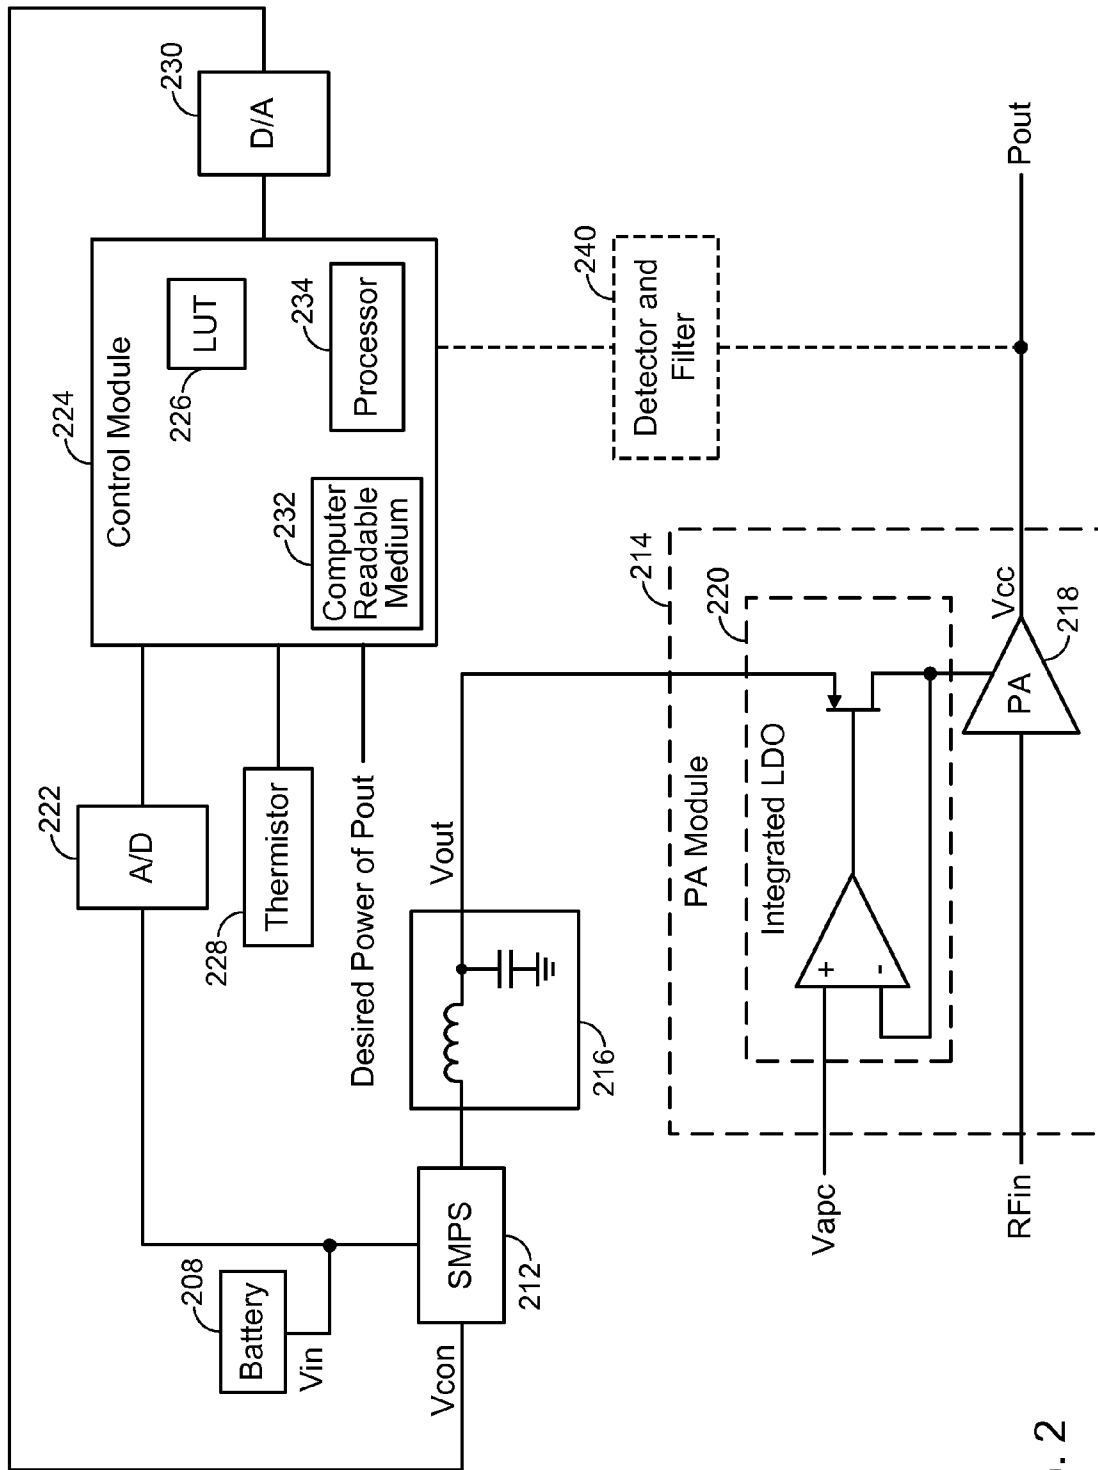 230
D/A
224
Control Module
LUT
226
234
Processor
232
Computer
Readable
Medium
222
A/D
228
Thermistor
Desired Power of Pout
208
Battery
Vin
Vcon
SMPS
212
216
Vout
240
Detector and
Filter
214
PA Module
220
Integrated LDO
+
-
Vapc
RFin
PA
Vcc
218
Pout
. 2